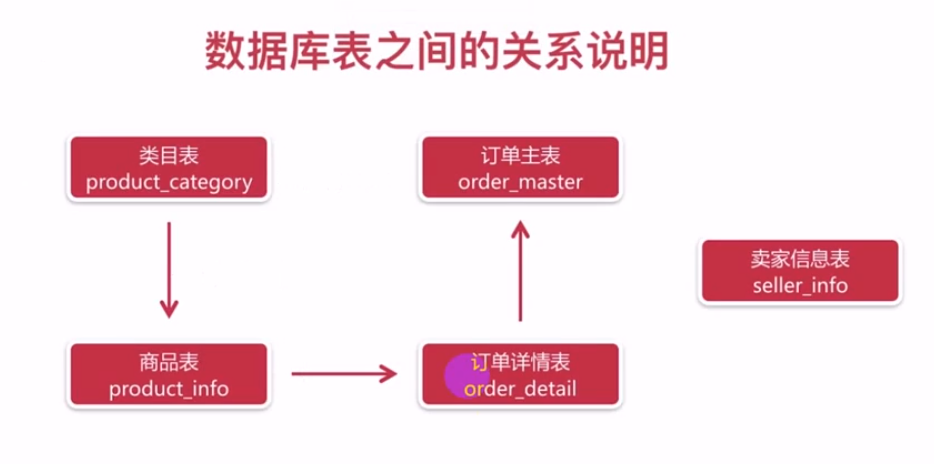 数据库表之间的关系说明
类目表
product_category
订单主表
order_master
卖家信息表
seller_info
商品表
product_info
订单详情表
order_detail